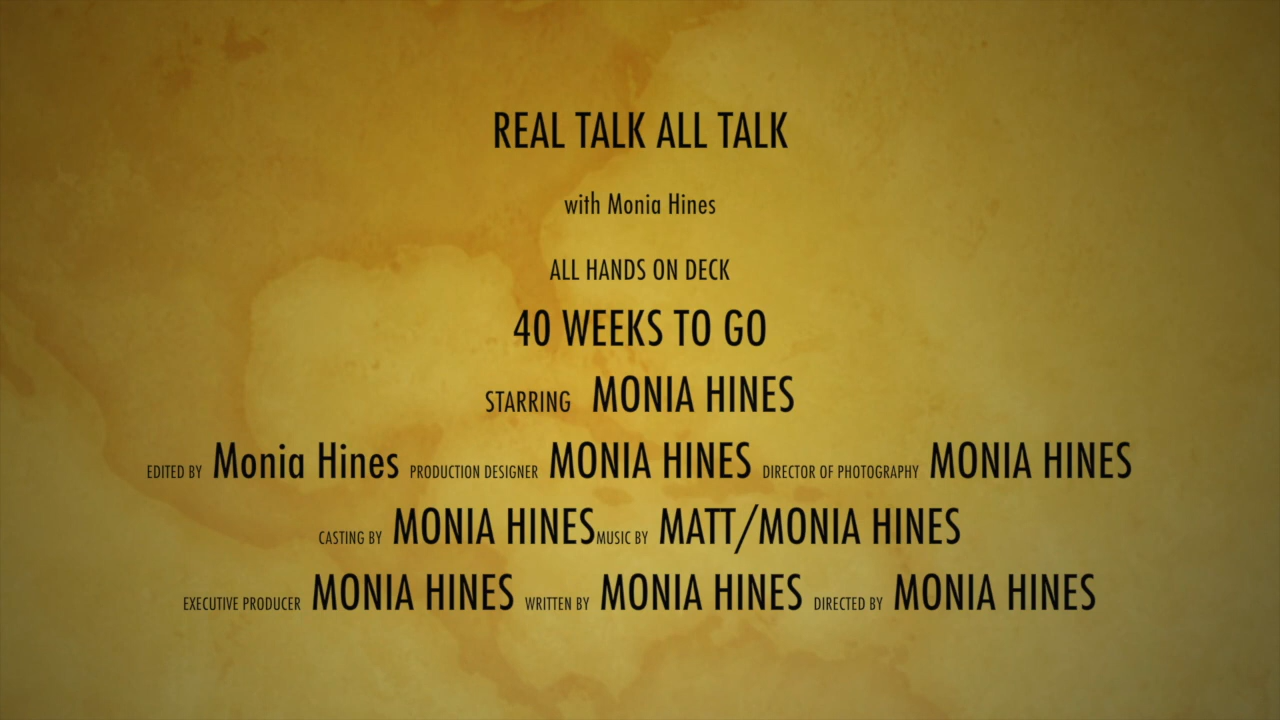 REAL TALK ALL TALK
with Monia Hines
ALL HANDS ON DECK
40 WEEKS TO GO
STARRING MONIA HINES
EDITED BY Monia Hines PRODUCTION DESIGNER MONIA HINES DIRECTOR OF PHOTOGRAPHY MONIA HINES
CASTING BY MONIA HINES MUSIC BY MATT/MONIA HINES
EXECUTIVE PRODUCER MONIA HINES WRITTEN BY MONIA HINES DIRECTED BY MONIA HINES